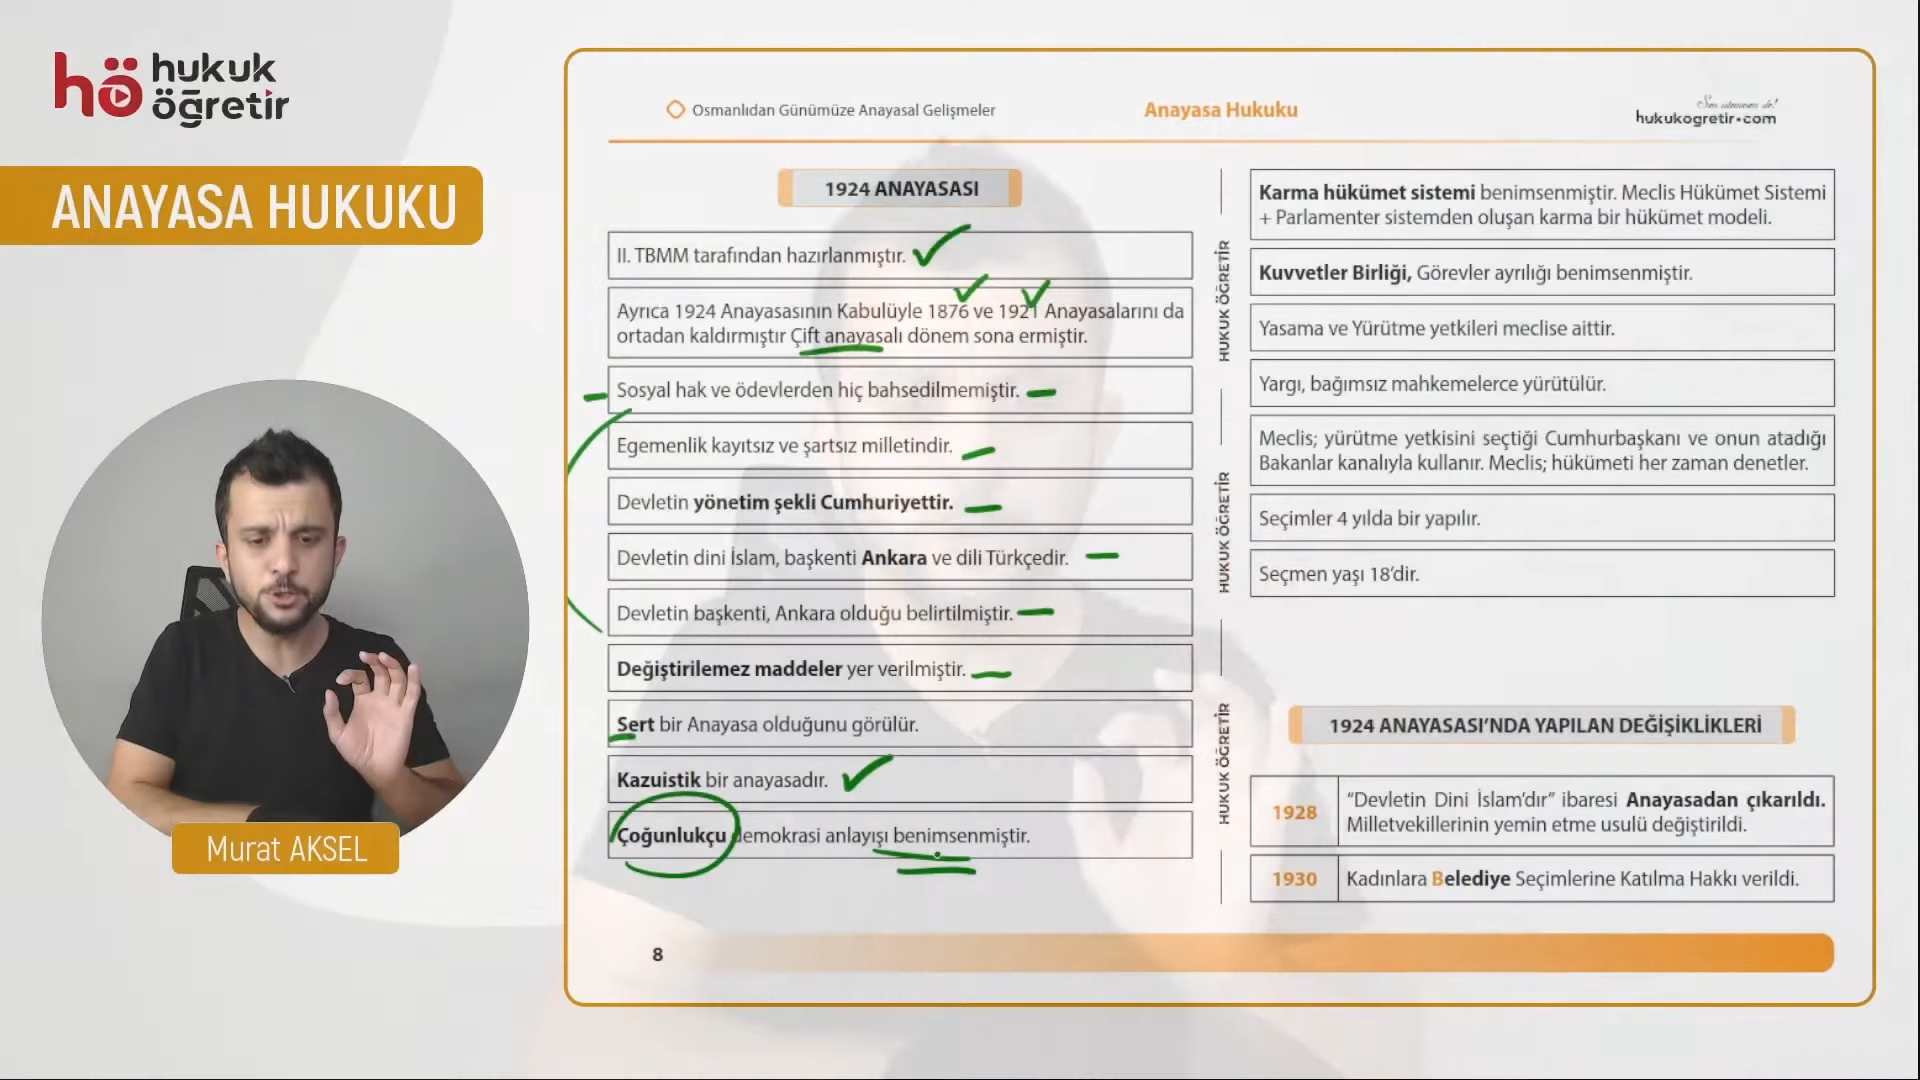 hö hukuk
öğretir
ANAYASA HUKUKU
Murat AKSEL
Osmanlıdan Günümüze Anayasal Gelişmeler
Anayasa Hukuku
hukukogretir•com
1924 ANAYASASI
II. TBMM tarafından hazırlanmıştır.
Ayrıca 1924 Anayasasının Kabulüyle 1876 ve 1921 Anayasalarını da
ortadan kaldırmıştır Çift anayasalı dönem sona ermiştir.
Sosyal hak ve ödevlerden hiç bahsedilmemiştir.
Egemenlik kayıtsız ve şartsız milletindir.
Devletin yönetim şekli Cumhuriyettir.
Devletin dini İslam, başkenti Ankara ve dili Türkçedir.
Devletin başkenti, Ankara olduğu belirtilmiştir.
Değiştirilemez maddeler yer verilmiştir.
Sert bir Anayasa olduğunu görülür.
Kazuistik bir anayasadır.
Çoğunlukçu demokrasi anlayışı benimsenmiştir.
HUKUK ÖĞRETİR
HUKUK ÖĞRETİR
HUKUK ÖĞRETİR
Karma hükümet sistemi benimsenmiştir. Meclis Hükümet Sistemi
+ Parlamenter sistemden oluşan karma bir hükümet modeli.
Kuvvetler Birliği, Görevler ayrılığı benimsenmiştir.
Yasama ve Yürütme yetkileri meclise aittir.
Yargı, bağımsız mahkemelerce yürütülür.
Meclis; yürütme yetkisini seçtiği Cumhurbaşkanı ve onun atadığı
Bakanlar kanalıyla kullanır. Meclis; hükümeti her zaman denetler.
Seçimler 4 yılda bir yapılır.
Seçmen yaşı 18'dir.
1924 ANAYASASI'NDA YAPILAN DEĞİŞİKLİKLERİ
1928
"Devletin Dini İslam'dır" ibaresi Anayasadan çıkarıldı.
Milletvekillerinin yemin etme usulü değiştirildi.
1930
Kadınlara Belediye Seçimlerine Katılma Hakkı verildi.
8